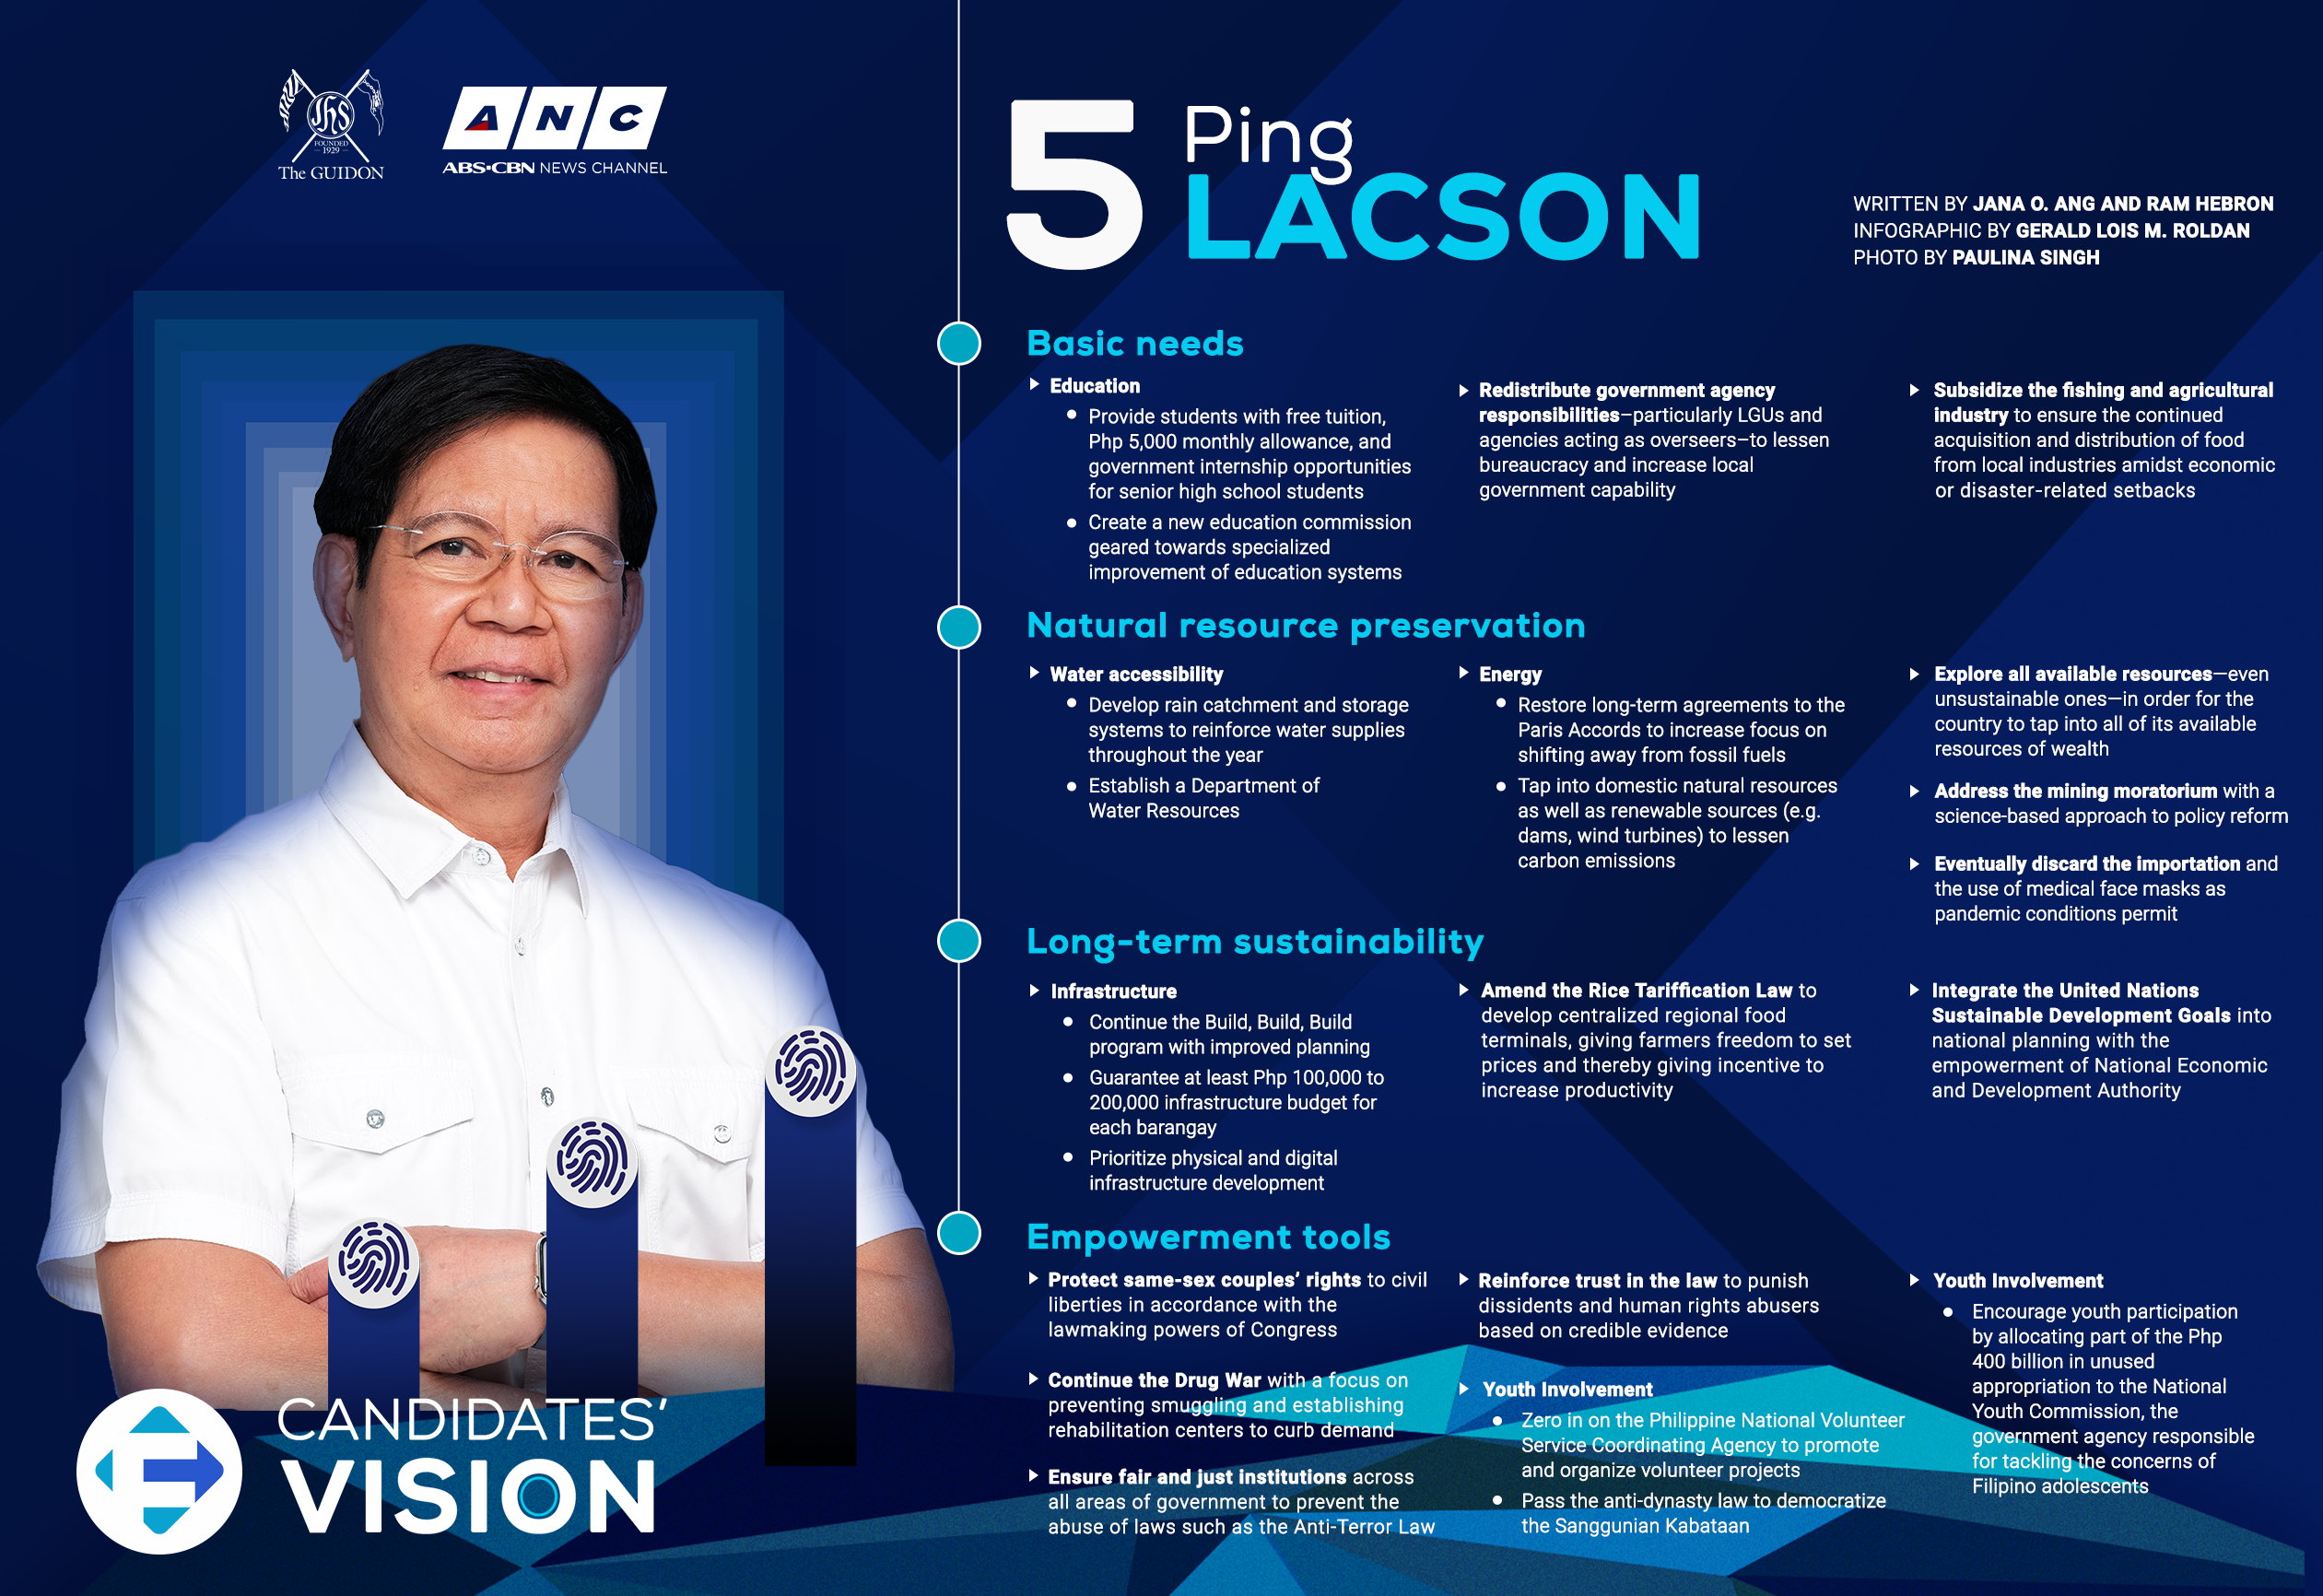 JhS
FOUNDED
1929
The GUIDON
ANC
ABS-CBN NEWS CHANNEL
5
Ping
LACSON
WRITTEN BY JANA O. ANG AND RAM HEBRON
INFOGRAPHIC BY GERALD LOIS M. ROLDAN
PHOTO BY PAULINA SINGH
Basic needs
Education
Provide students with free tuition,
Php 5,000 monthly allowance, and
government internship opportunities
for senior high school students
Create a new education commission
geared towards specialized
improvement of education systems
Redistribute government agency
responsibilities–particularly LGUs and
agencies acting as overseers–to lessen
bureaucracy and increase local
government capability
Subsidize the fishing and agricultural
industry to ensure the continued
acquisition and distribution of food
from local industries amidst economic
or disaster-related setbacks
Natural resource preservation
Water accessibility
Develop rain catchment and storage
systems to reinforce water supplies
throughout the year
Establish a Department of
Water Resources
Energy
Restore long-term agreements to the
Paris Accords to increase focus on
shifting away from fossil fuels
Tap into domestic natural resources
as well as renewable sources (e.g.
dams, wind turbines) to lessen
carbon emissions
Explore all available resources—even
unsustainable ones—in order for the
country to tap into all of its available
resources of wealth
Address the mining moratorium with a
science-based approach to policy reform
Eventually discard the importation and
the use of medical face masks as
pandemic conditions permit
Long-term sustainability
Infrastructure
Continue the Build, Build, Build
program with improved planning
Guarantee at least Php 100,000 to
200,000 infrastructure budget for
each barangay
Prioritize physical and digital
infrastructure development
Amend the Rice Tariffication Law to
develop centralized regional food
terminals, giving farmers freedom to set
prices and thereby giving incentive to
increase productivity
Integrate the United Nations
Sustainable Development Goals into
national planning with the
empowerment of National Economic
and Development Authority
Empowerment tools
Protect same-sex couples' rights to civil
liberties in accordance with the
lawmaking powers of Congress
Continue the Drug War with a focus on
preventing smuggling and establishing
rehabilitation centers to curb demand
Ensure fair and just institutions across
all areas of government to prevent the
abuse of laws such as the Anti-Terror Law
Reinforce trust in the law to punish
dissidents and human rights abusers
based on credible evidence
Youth Involvement
Zero in on the Philippine National Volunteer
Service Coordinating Agency to promote
and organize volunteer projects
Pass the anti-dynasty law to democratize
the Sanggunian Kabataan
Youth Involvement
Encourage youth participation
by allocating part of the Php
400 billion in unused
appropriation to the National
Youth Commission, the
government agency responsible
for tackling the concerns of
Filipino adolescents
CANDIDATES'
VISION